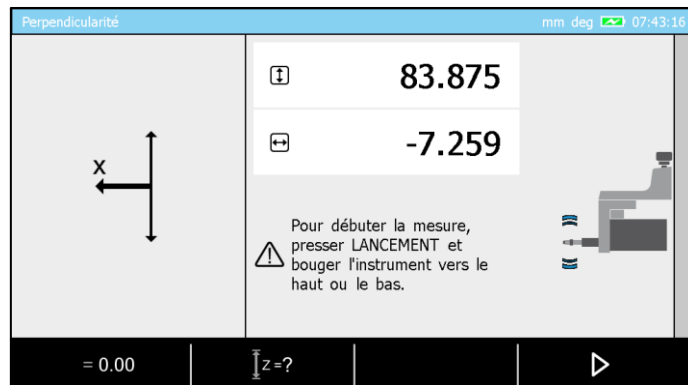 Perpendicularité
mm deg 07:43:16
83.875
X
-7.259
Pour débuter la mesure,
presser LANCEMENT et
bouger l'instrument vers le
haut ou le bas.
= 0.00
z=?